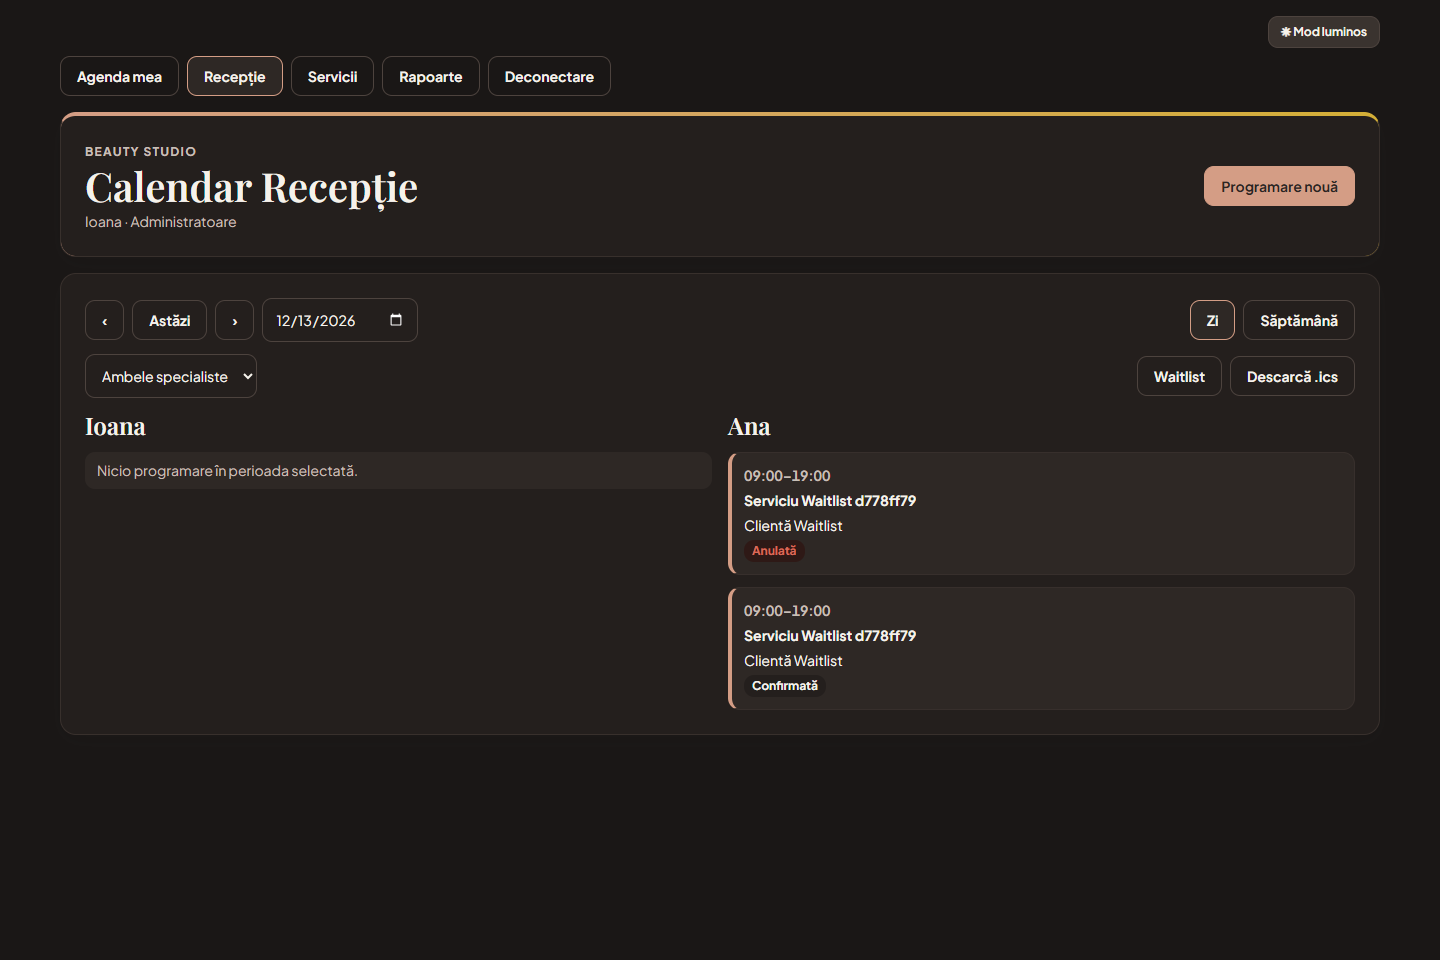 ❋ Mod luminos
Agenda mea
Recepție
Servicii
Rapoarte
Deconectare
BEAUTY STUDIO
Calendar Recepție
Ioana · Administratoare
Programare nouă
‹
Astăzi
›
12/13/2026
Zi
Săptămână
Ambele specialiste
Waitlist
Descarcă .ics
Ioana
Nicio programare în perioada selectată.
Ana
09:00–19:00
Serviciu Waitlist d778ff79
Clientă Waitlist
Anulată
09:00–19:00
Serviciu Waitlist d778ff79
Clientă Waitlist
Confirmată